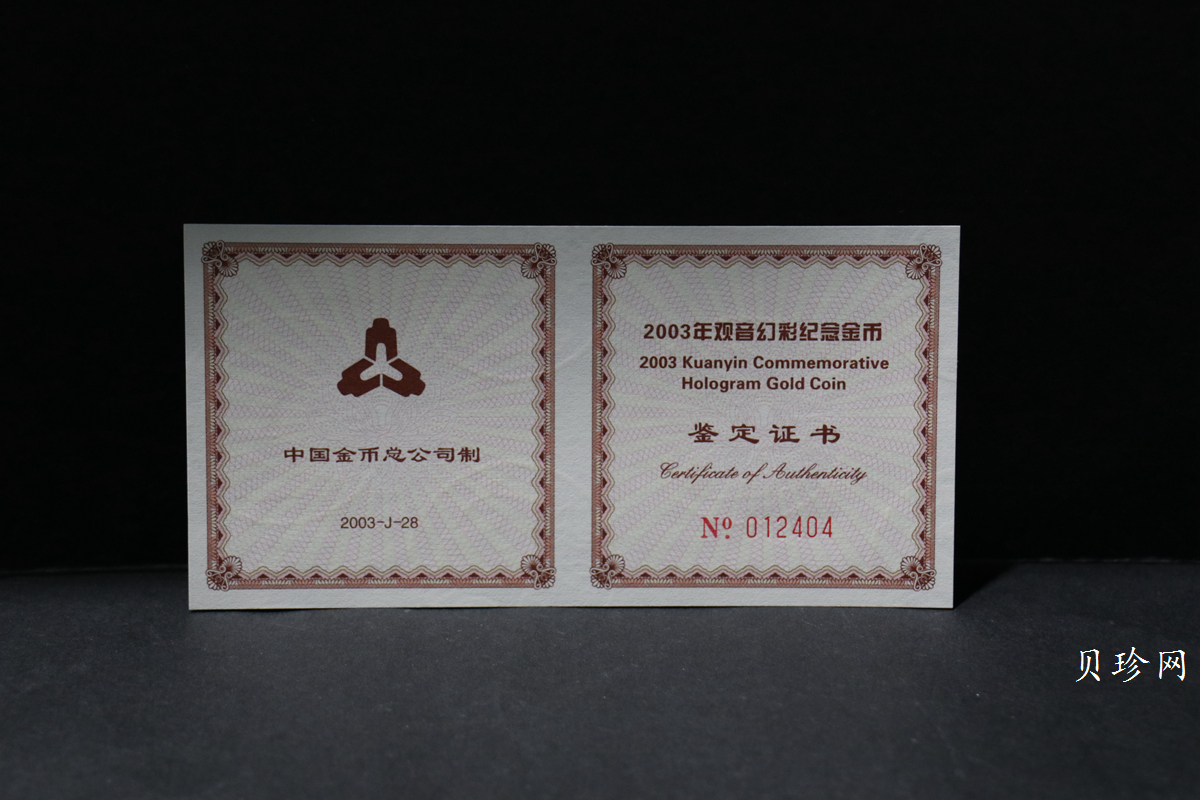 中国金币总公司制
2003-J-28
2003年观音幻彩纪念金币
2003 Kuanyin Commemorative
Hologram Gold Coin
鉴定证书
Certificate of Authenticity
Nº 012404
贝珍网